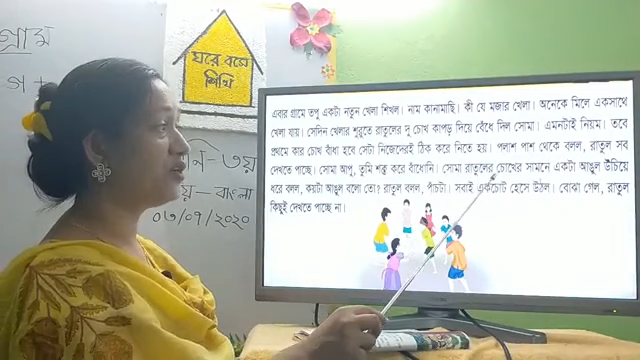 গ্রাম
ঘরে বসে
শিখি
৩য়
বাংলা
০৩/০৭/২০২০
এবার গ্রামে তপু একটা নতুন খেলা শিখল। নাম কানামাছি। কী যে মজার খেলা। অনেকে মিলে একসাথে
খেলা যায়। সেদিন খেলার শুরুতে রাতুলের দু চোখ কাপড় দিয়ে বেঁধে দিল সোমা। এমনটাই নিয়ম। তবে
প্রথমে কার চোখ বাঁধা হবে সেটা নিজেদেরই ঠিক করে নিতে হয়। পলাশ পাশ থেকে বলল, রাতুল সব
দেখতে পাচ্ছে। সোমা আপু, তুমি শক্ত করে বাঁধোনি। সোমা রাতুলের চোখের সামনে একটা আঙুল উঁচিয়ে
ধরে বলল, কয়টা আঙুল বলো তো? রাতুল বলল, পাঁচটা। সবাই একচোট হেসে উঠল। বোঝা গেল, রাতুল
কিছুই দেখতে পাচ্ছে না।